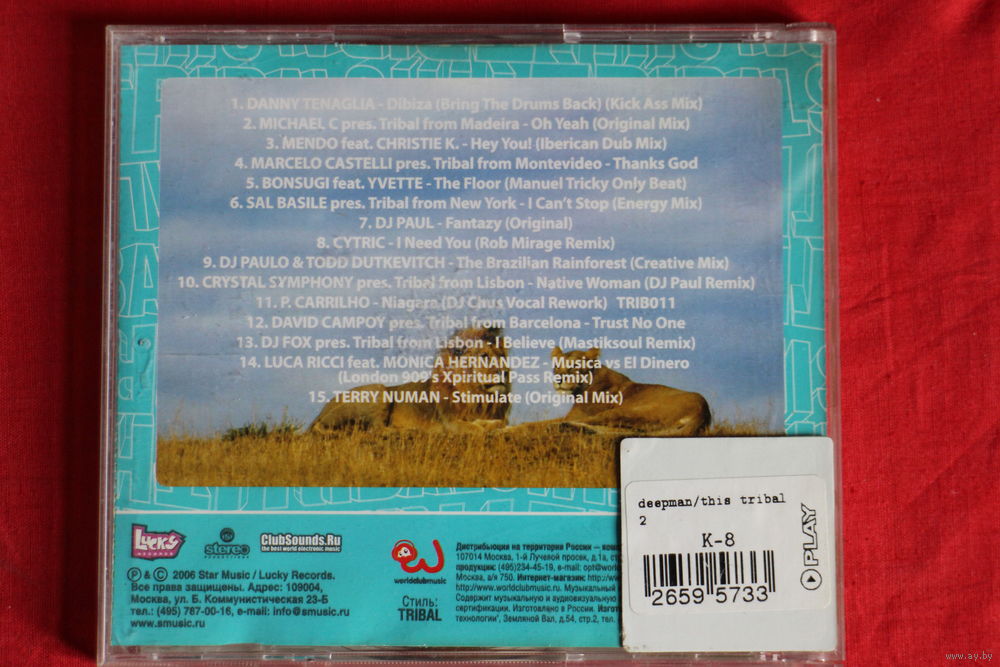 1. DANNY TENAGLIA - Dibiza (Bring The Drums Back) (Kick Ass Mix)
2. MICHAEL C pres. Tribal from Madeira - Oh Yeah (Original Mix)
3. MENDO feat. CHRISTIE K. - Hey You! (Iberican Dub Mix)
4. MARCELO CASTELLI pres. Tribal from Montevideo - Thanks God
5. BONSUGI feat. YVETTE - The Floor (Manuel Tricky Only Beat)
6. SAL BASILE pres. Tribal from New York - I Can't Stop (Energy Mix)
7. DJ PAUL - Fantazy (Original)
8. CYTRIC - I Need You (Rob Mirage Remix)
9. DJ PAULO & TODD DUTKEVITCH - The Brazilian Rainforest (Creative Mix)
10. CRYSTAL SYMPHONY pres. Tribal from Lisbon - Native Woman (DJ Paul Remix)
11. P. CARRILHO - Niagara (DJ Chus Vocal Rework) TRIB011
12. DAVID CAMPOY pres. Tribal from Barcelona - Trust No One
13. DJ FOX pres. Tribal from Lisbon - I Believe (Mastiksoul Remix)
14. LUCA RICCI feat. MONICA HERNANDEZ - Musica vs El Dinero
(London 909's Xpiritual Pass Remix)
15. TERRY NUMAN - Stimulate (Original Mix)
deepman/this tribal
2
K-8
2659 5733
PLAY
Lucky
RECORDS
stereo
ClubSounds.Ru
the best world electronic music
worldclubmusic
Стиль:
TRIBAL
℗ & © 2006 Star Music / Lucky Records.
Все права защищены. Адрес: 109004,
Москва, ул. Б. Коммунистическая 23-Б
тел.: (495) 787-00-16, e-mail: info@smusic.ru
www.smusic.ru
Дистрибьюция на территории России —
107014 Москва, 1-й Лучевой просек, д.1а,
продукции: (495)234-45-19, e-mail: opt@
Москва, а/я 750. Интернет-магазин: http://
http://www.worldclubmusic.ru. Музыкальный
Содержит музыкальную и аудиовизуальную
сертификации. Изготовлено в России.
технологии", Земляной Вал, д.54, стр.2, тел.
www.ay.by